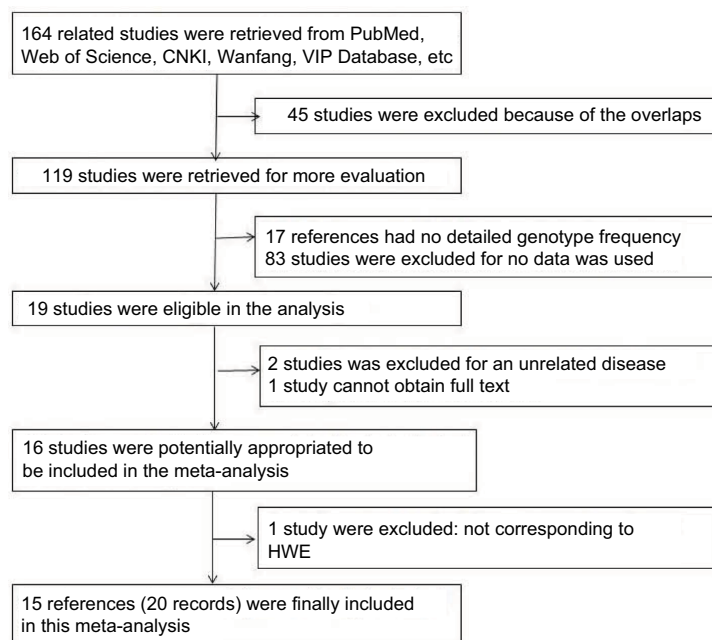 164 related studies were retrieved from PubMed,
Web of Science, CNKI, Wanfang, VIP Database, etc
45 studies were excluded because of the overlaps
119 studies were retrieved for more evaluation
17 references had no detailed genotype frequency
83 studies were excluded for no data was used
19 studies were eligible in the analysis
2 studies was excluded for an unrelated disease
1 study cannot obtain full text
16 studies were potentially appropriated to
be included in the meta-analysis
1 study were excluded: not corresponding to
HWE
15 references (20 records) were finally included
in this meta-analysis